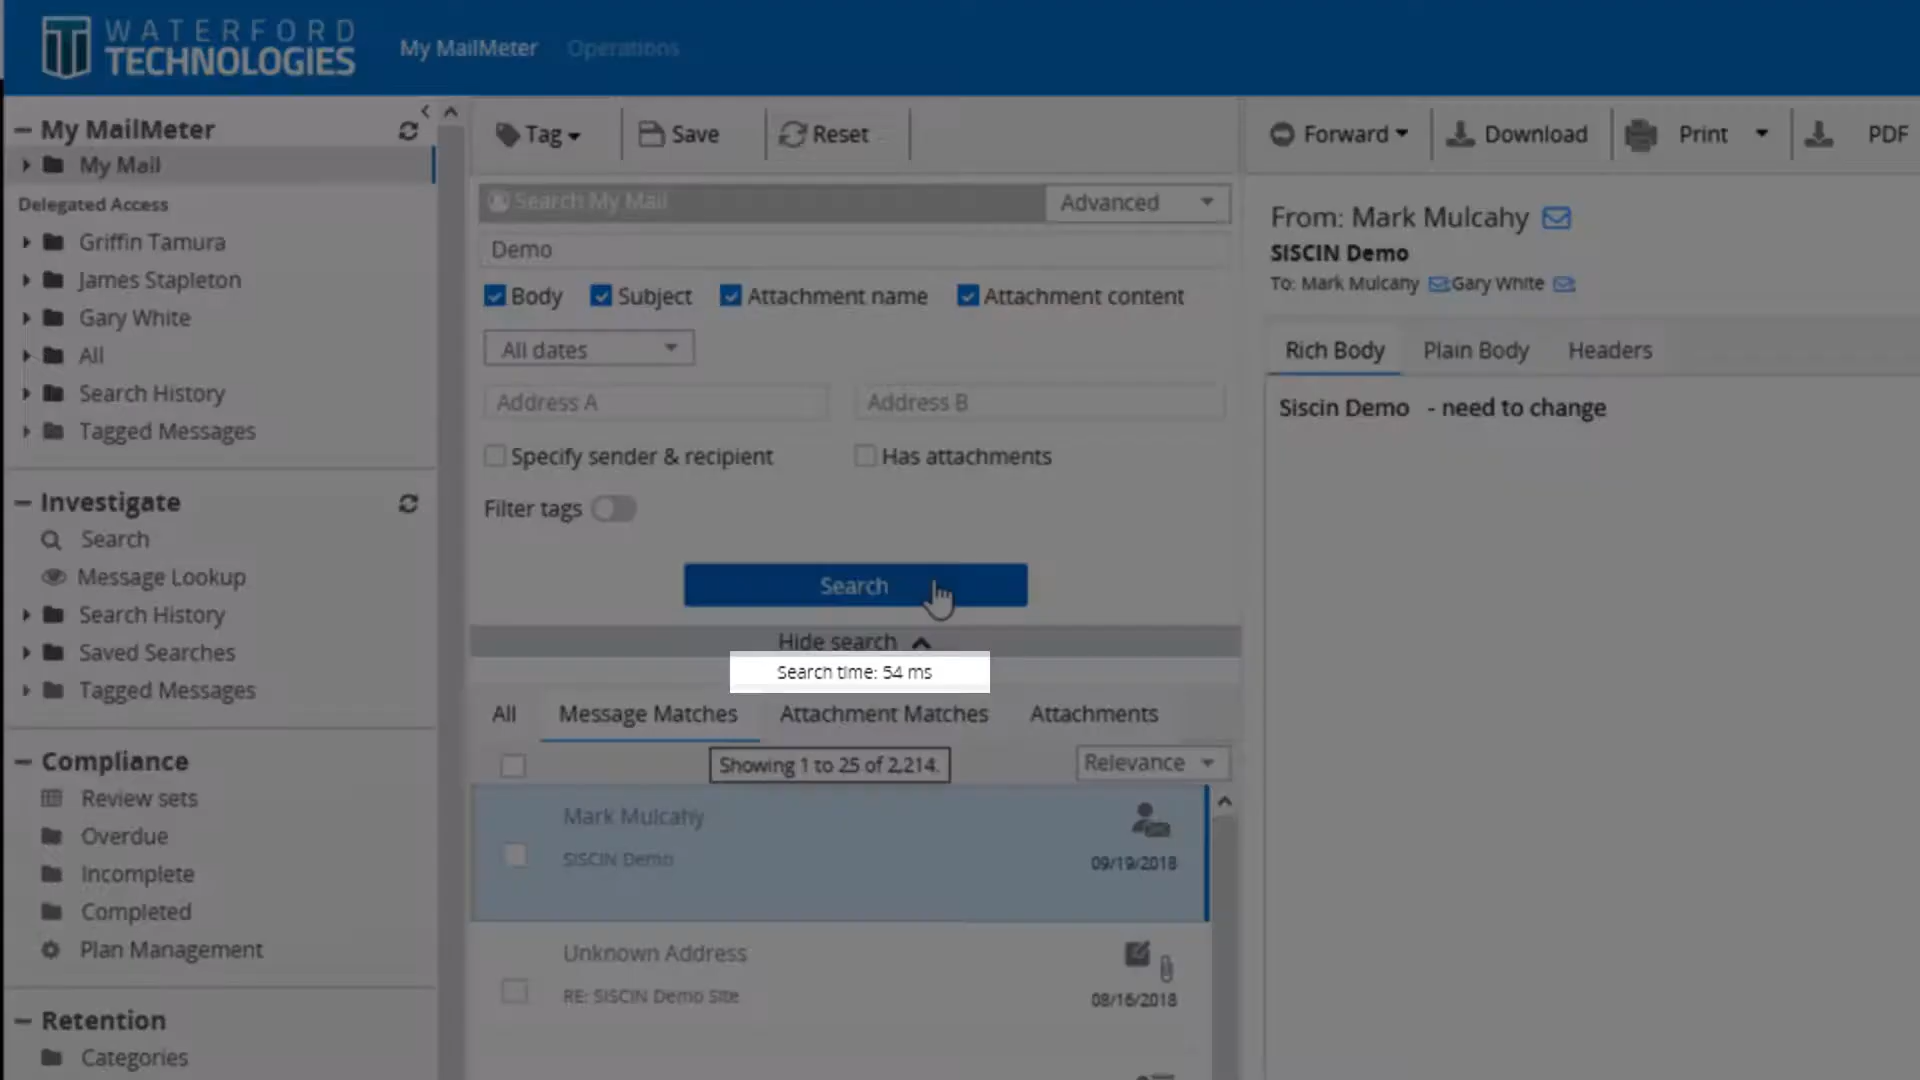 WATERFORD
TECHNOLOGIES
My MailMeter
Operations
My MailMeter
My Mail
Delegated Access
Griffin Tamura
James Stapleton
Gary White
All
Search History
Tagged Messages
Investigate
Search
Message Lookup
Search History
Saved Searches
Tagged Messages
Compliance
Review sets
Overdue
Incomplete
Completed
Plan Management
Retention
Categories
Tag
Save
Reset
Search My Mail
Advanced
Demo
Body
Subject
Attachment name
Attachment content
All dates
Address A
Address B
Specify sender & recipient
Has attachments
Filter tags
Search
Hide search
Search time: 54 ms
All
Message Matches
Attachment Matches
Attachments
Showing 1 to 25 of 2,214.
Relevance
Mark Mulcahy
SISCIN Demo
09/19/2018
Unknown Address
RE: SISCIN Demo Site
08/16/2018
Forward
Download
Print
PDF
From: Mark Mulcahy
SISCIN Demo
To: Mark Mulcahy Gary White
Rich Body
Plain Body
Headers
Siscin Demo - need to change